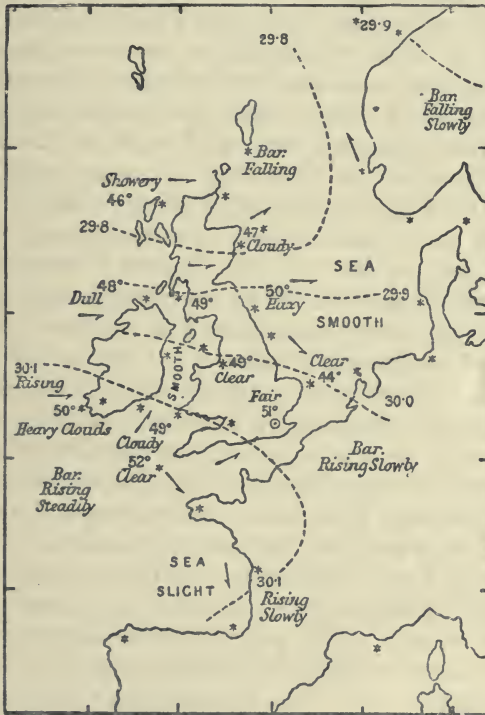 29.8
29.9
Bar.
Falling
Slowly
Bar.
Falling
Showery
46°
29.8
47
Cloudy
SEA
48°
Dull
49°
50°
Hazy
29.9
SMOOTH
SMOOTH
30.1
Rising
49°
Clear
Clear
44°
30.0
50°
Heavy Clouds
Fair
51°
49°
Cloudy
52°
Clear
Bar.
Rising Slowly
Bar.
Rising
Steadily
SEA
SLIGHT
30.1
Rising
Slowly